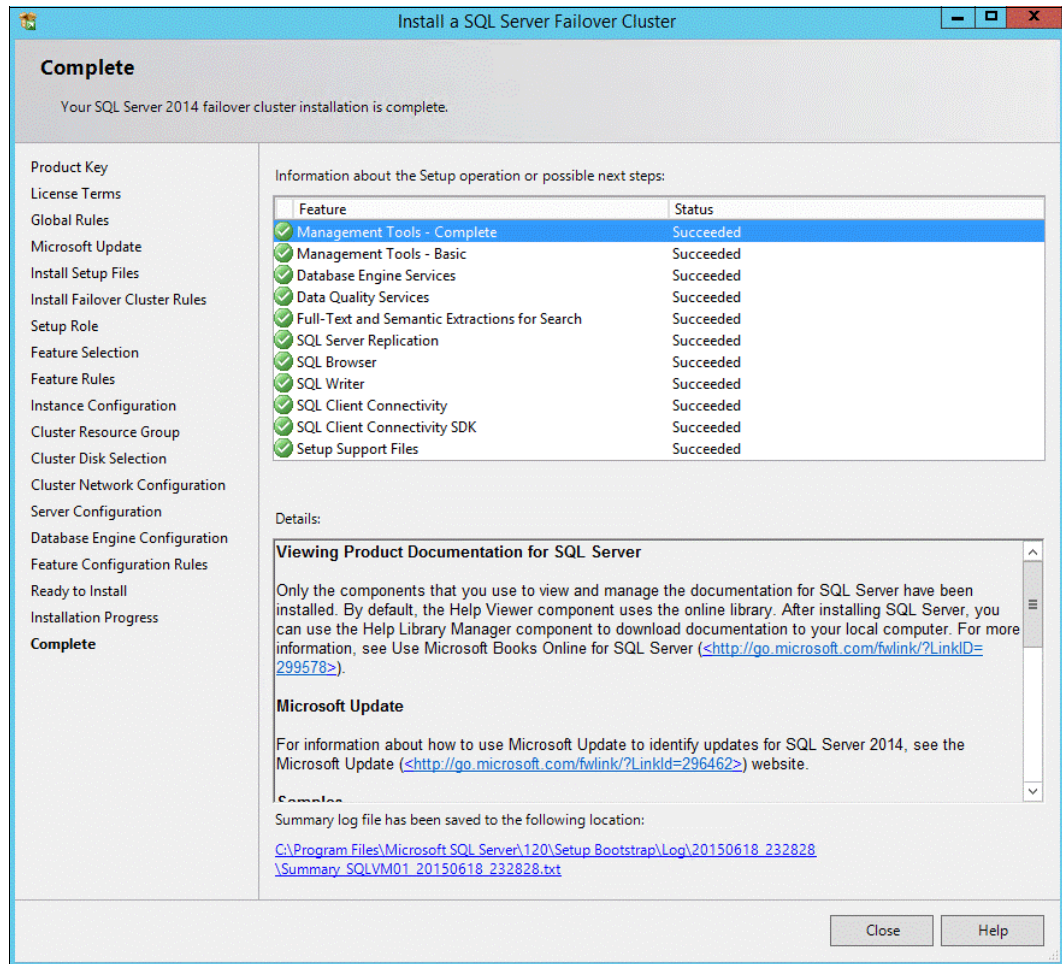 Install a SQL Server Failover Cluster
Complete
Your SQL Server 2014 failover cluster installation is complete.
Product Key
License Terms
Global Rules
Microsoft Update
Install Setup Files
Install Failover Cluster Rules
Setup Role
Feature Selection
Feature Rules
Instance Configuration
Cluster Resource Group
Cluster Disk Selection
Cluster Network Configuration
Server Configuration
Database Engine Configuration
Feature Configuration Rules
Ready to Install
Installation Progress
Complete
Information about the Setup operation or possible next steps:
Feature Status
Management Tools - Complete Succeeded
Management Tools - Basic Succeeded
Database Engine Services Succeeded
Data Quality Services Succeeded
Full-Text and Semantic Extractions for Search Succeeded
SQL Server Replication Succeeded
SQL Browser Succeeded
SQL Writer Succeeded
SQL Client Connectivity Succeeded
SQL Client Connectivity SDK Succeeded
Setup Support Files Succeeded
Details:
Viewing Product Documentation for SQL Server
Only the components that you use to view and manage the documentation for SQL Server have been
installed. By default, the Help Viewer component uses the online library. After installing SQL Server, you
can use the Help Library Manager component to download documentation to your local computer. For more
information, see Use Microsoft Books Online for SQL Server (<http://go.microsoft.com/fwlink/?LinkID=
299578>).
Microsoft Update
For information about how to use Microsoft Update to identify updates for SQL Server 2014, see the
Microsoft Update (<http://go.microsoft.com/fwlink/?LinkId=296462>) website.
Samples
Summary log file has been saved to the following location:
C:\Program Files\Microsoft SQL Server\120\Setup Bootstrap\Log\20150618_232828
\Summary_SQLVM01_20150618_232828.txt
Close Help